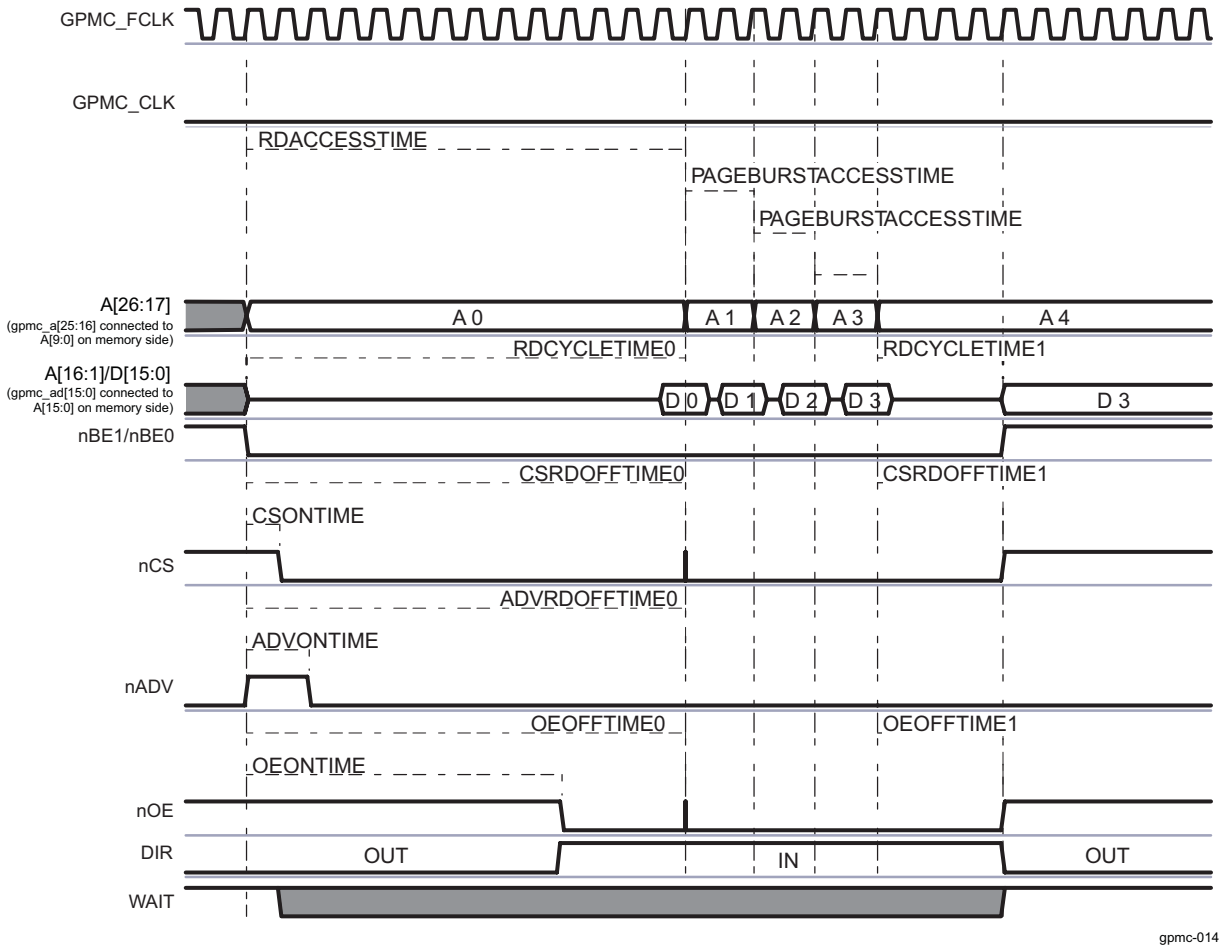 GPMC_FCLK
GPMC_CLK
RDACCESSTIME
PAGEBURSTACCESSTIME
PAGEBURSTACCESSTIME
A[26:17]
(gpmc_a[25:16] connected to
A[9:0] on memory side)
A 0
A 1
A 2
A 3
A 4
RDCYCLETIME0
RDCYCLETIME1
A[16:1]/D[15:0]
(gpmc_ad[15:0] connected to
A[15:0] on memory side)
D 0
D 1
D 2
D 3
D 3
nBE1/nBE0
CSRDOFFTIME0
CSRDOFFTIME1
CSONTIME
nCS
ADVRDOFFTIME0
ADVONTIME
nADV
OEOFFTIME0
OEOFFTIME1
OEONTIME
nOE
DIR
OUT
IN
OUT
WAIT
gpmc-014